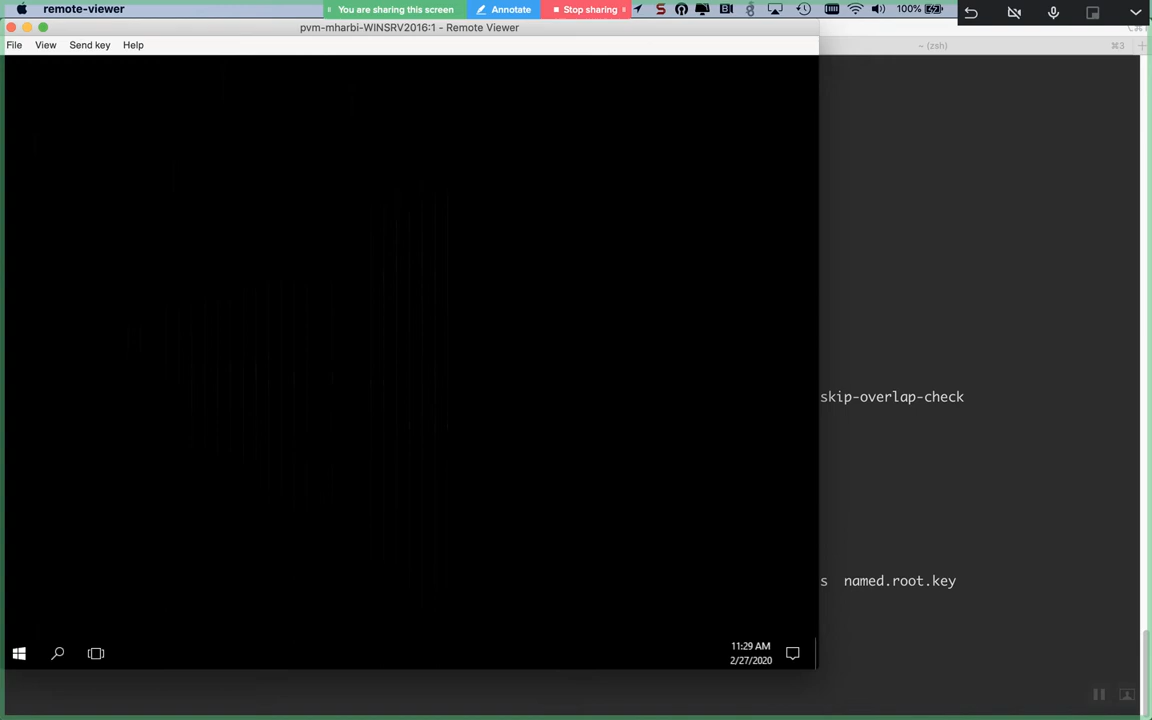 remote-viewer
You are sharing this screen
Annotate
Stop sharing
100%
pvm-mharbi-WINSRV2016:1 - Remote Viewer
File View Send key Help
~ (zsh)
⌘3
skip-overlap-check
s named.root.key
11:29 AM
2/27/2020